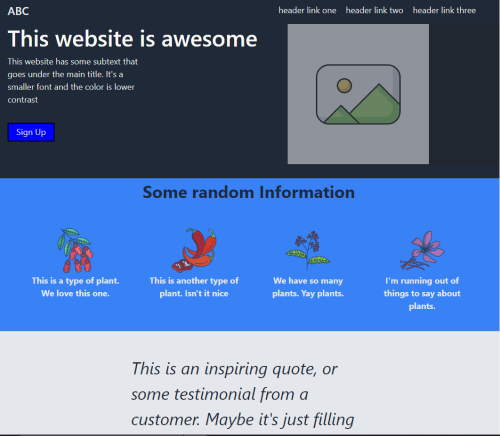 ABC
header link one header link two header link three
This website is awesome
This website has some subtext that
goes under the main title. It's a
smaller font and the color is lower
contrast
Sign Up
Some random Information
This is a type of plant.
We love this one.
This is another type of
plant. Isn't it nice
We have so many
plants. Yay plants.
I'm running out of
things to say about
plants.
This is an inspiring quote, or
some testimonial from a
customer. Maybe it's just filling